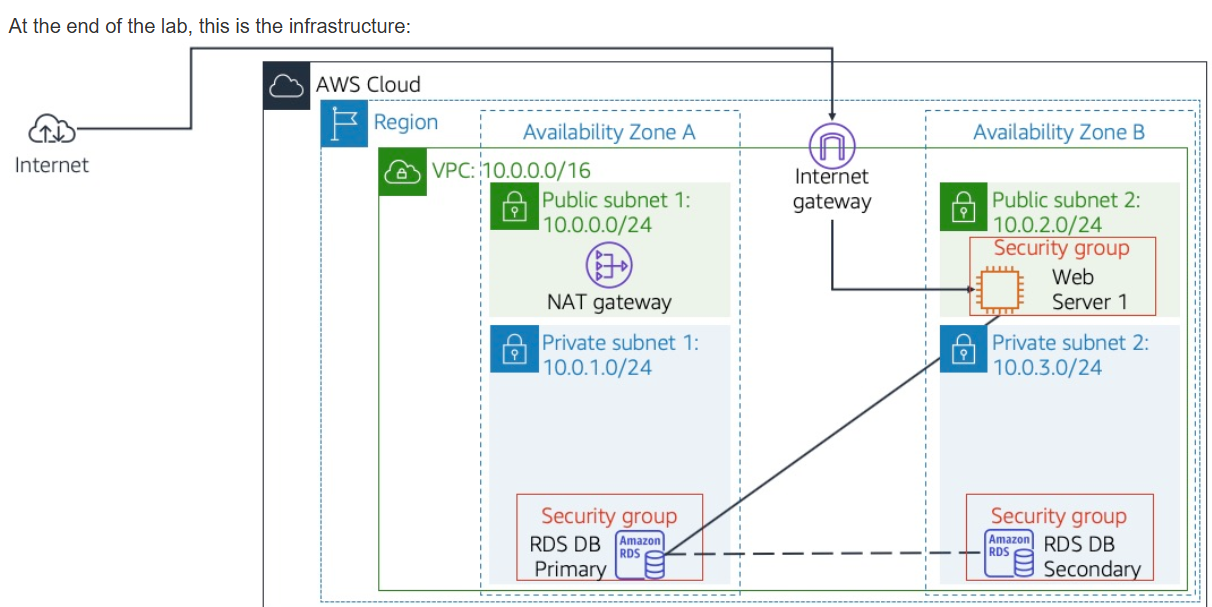 At the end of the lab, this is the infrastructure:
AWS Cloud
Region
Availability Zone A
Availability Zone B
Internet
VPC: 10.0.0.0/16
Internet
gateway
Public subnet 1:
10.0.0.0/24
NAT gateway
Public subnet 2:
10.0.2.0/24
Security group
Web
Server 1
Private subnet 1:
10.0.1.0/24
Private subnet 2:
10.0.3.0/24
Security group
RDS DB
Primary
Amazon
RDS
Security group
Amazon
RDS
RDS DB
Secondary